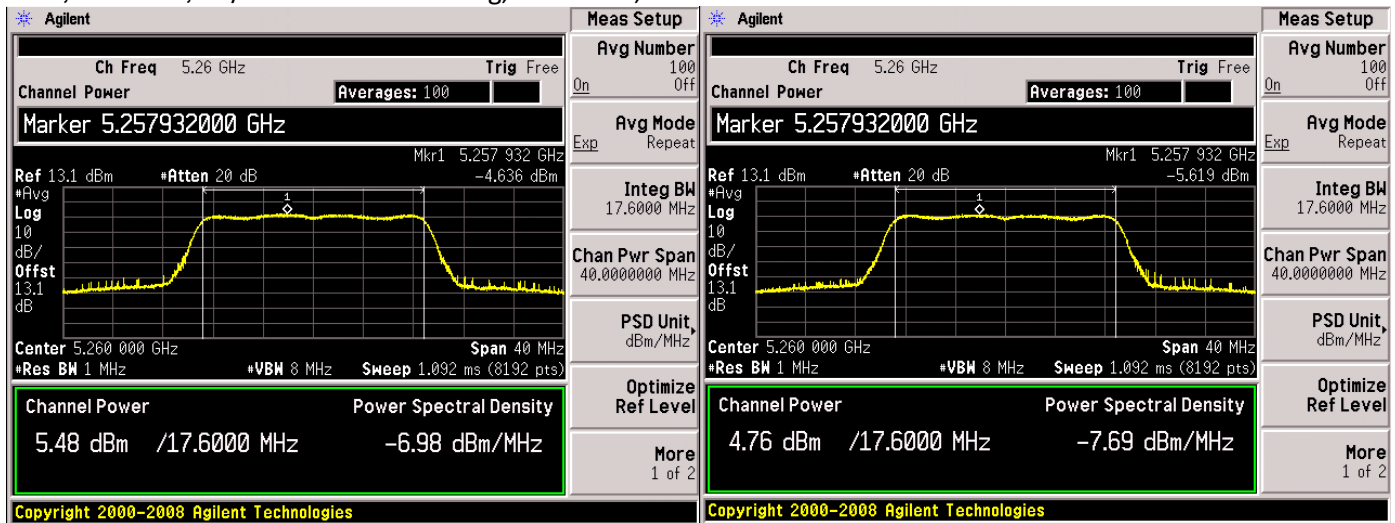 Agilent
Meas Setup
Ch Freq 5.26 GHz Trig Free
Channel Power Averages: 100
Marker 5.257932000 GHz
Mkr1 5.257 932 GHz
Ref 13.1 dBm #Atten 20 dB -4.636 dBm
#Avg
Log
10
dB/
Offst
13.1
dB
1
Center 5.260 000 GHz Span 40 MHz
#Res BW 1 MHz #VBW 8 MHz Sweep 1.092 ms (8192 pts)
Channel Power Power Spectral Density
5.48 dBm /17.6000 MHz -6.98 dBm/MHz
Copyright 2000-2008 Agilent Technologies
Avg Number
100
On Off
Avg Mode
Exp Repeat
Integ BW
17.6000 MHz
Chan Pwr Span
40.0000000 MHz
PSD Unit
dBm/MHz
Optimize
Ref Level
More
1 of 2
Agilent
Meas Setup
Ch Freq 5.26 GHz Trig Free
Channel Power Averages: 100
Marker 5.257932000 GHz
Mkr1 5.257 932 GHz
Ref 13.1 dBm #Atten 20 dB -5.619 dBm
#Avg
Log
10
dB/
Offst
13.1
dB
1
Center 5.260 000 GHz Span 40 MHz
#Res BW 1 MHz #VBW 8 MHz Sweep 1.092 ms (8192 pts)
Channel Power Power Spectral Density
4.76 dBm /17.6000 MHz -7.69 dBm/MHz
Copyright 2000-2008 Agilent Technologies
Avg Number
100
On Off
Avg Mode
Exp Repeat
Integ BW
17.6000 MHz
Chan Pwr Span
40.0000000 MHz
PSD Unit
dBm/MHz
Optimize
Ref Level
More
1 of 2